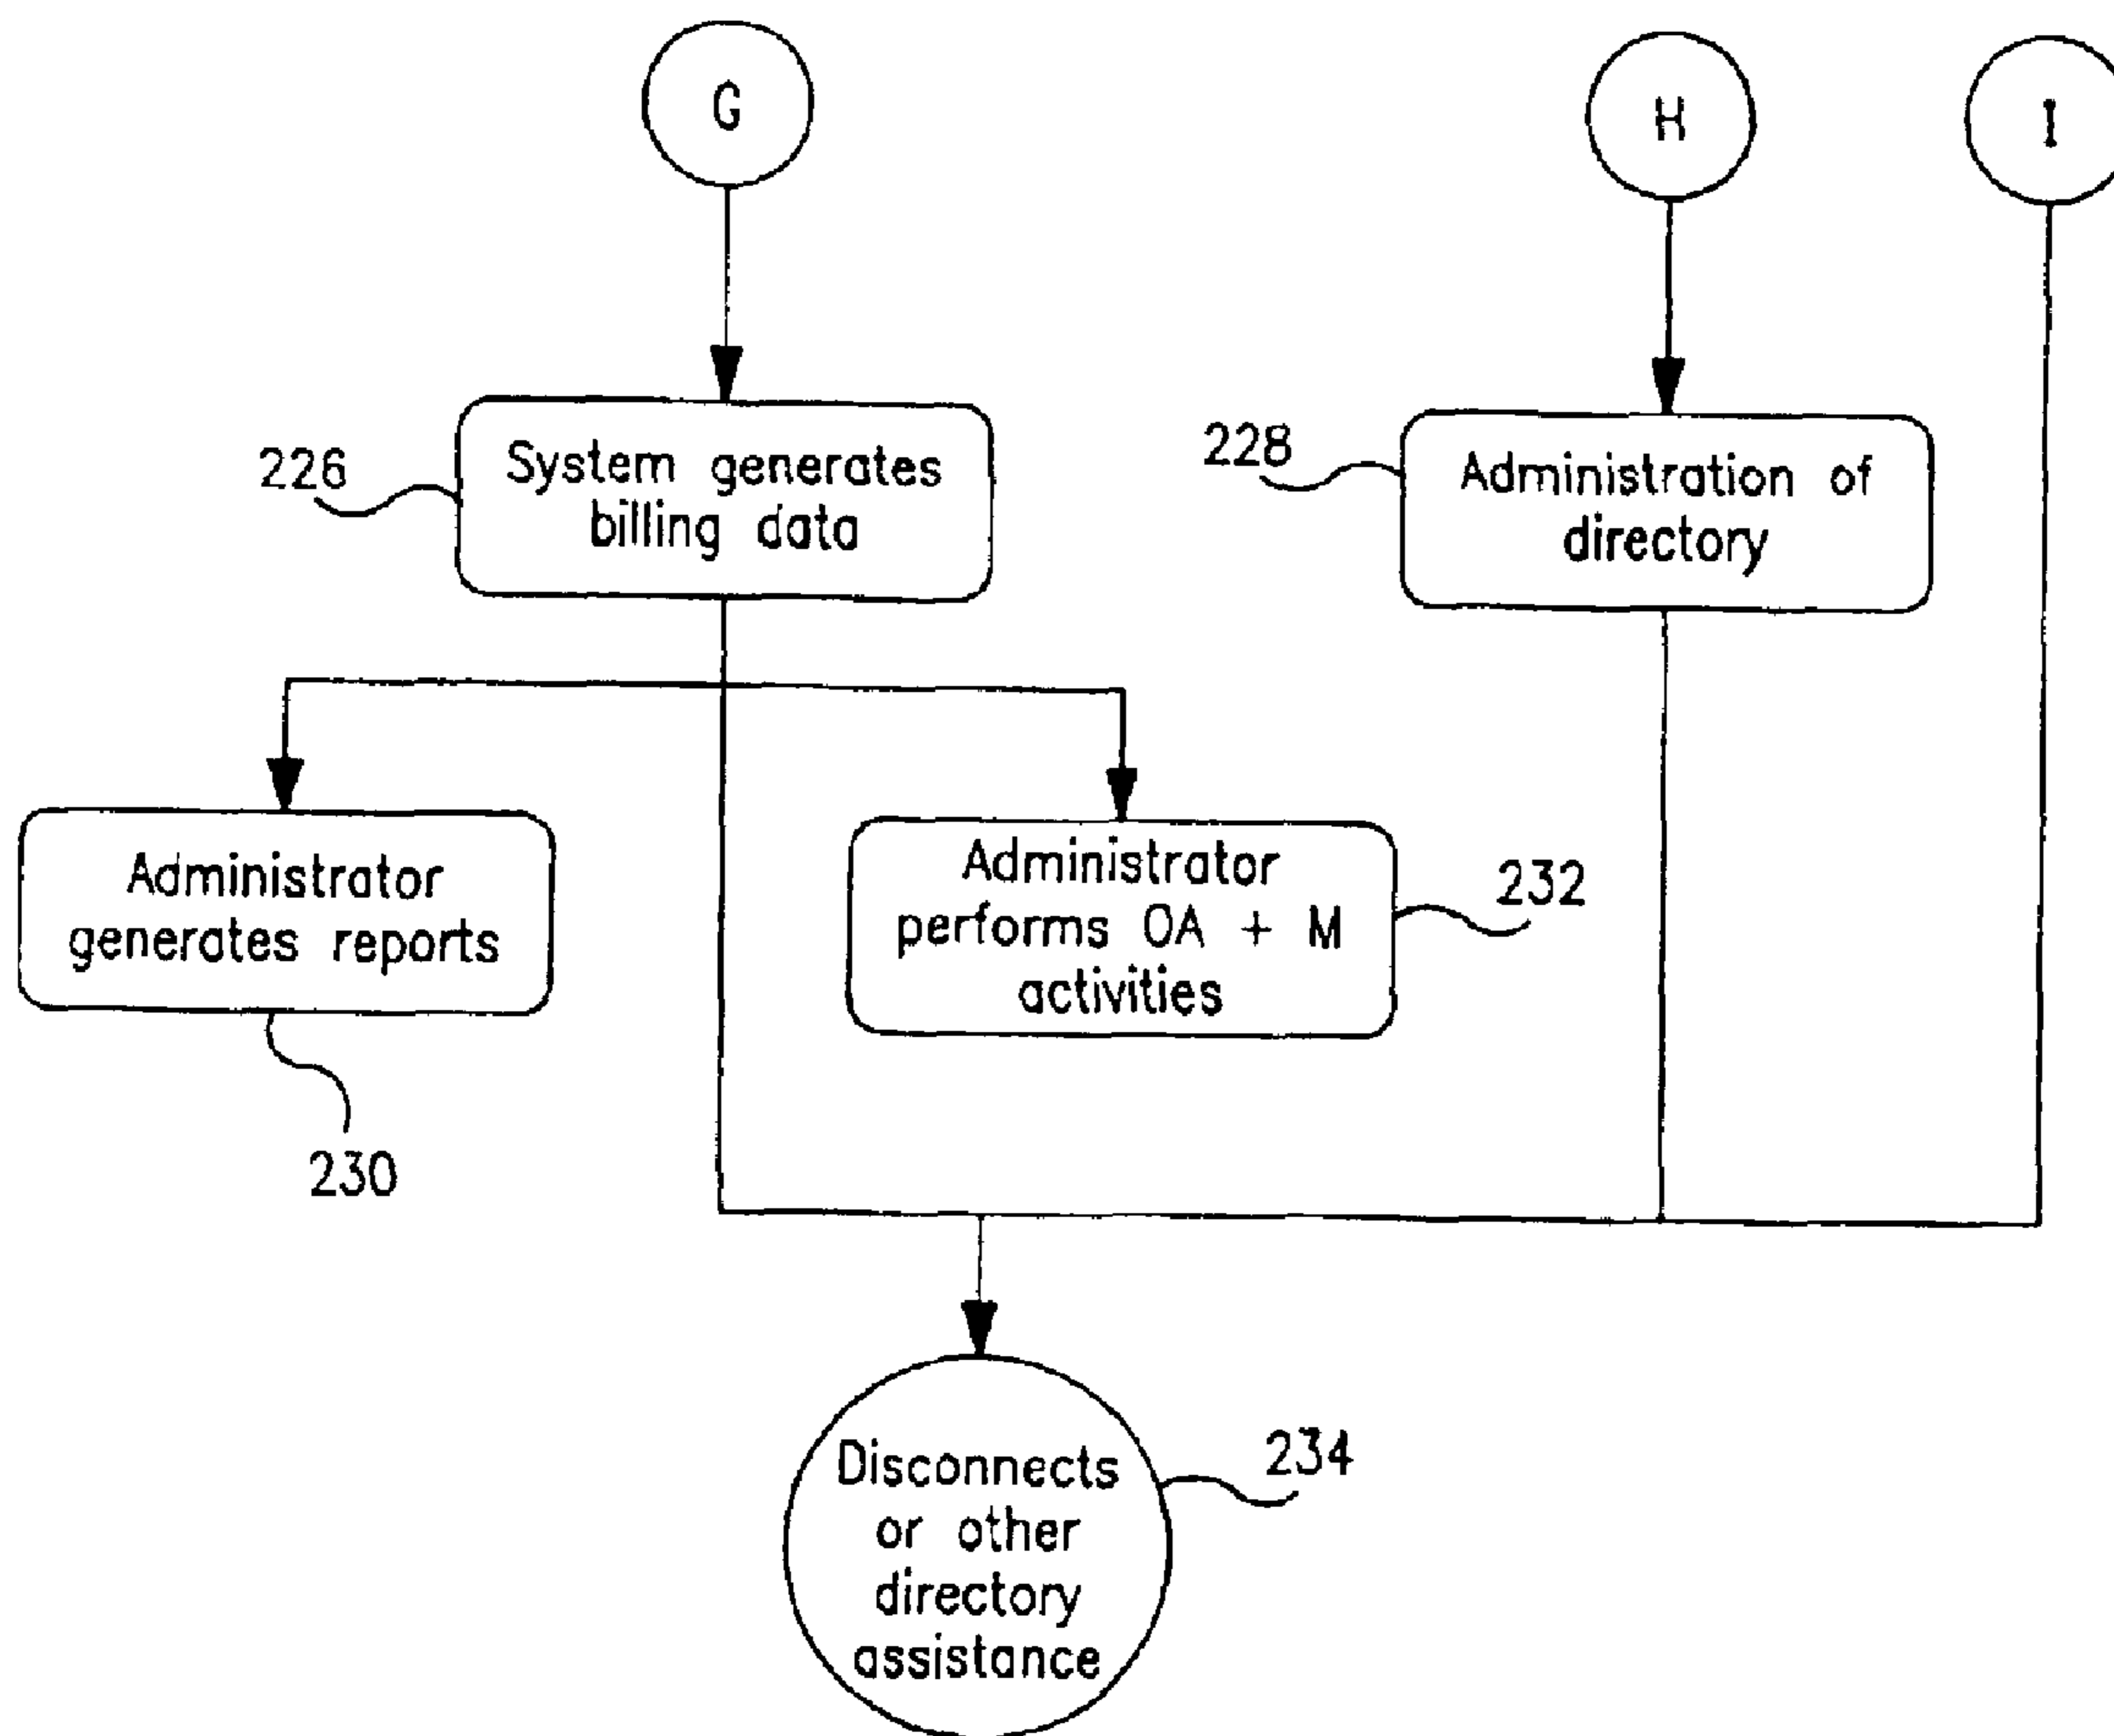 G
H
I
226
System generates
billing data
228
Administration of
directory
Administrator
generates reports
230
Administrator
performs OA + M
activities
232
Disconnects
or other
directory
assistance
234